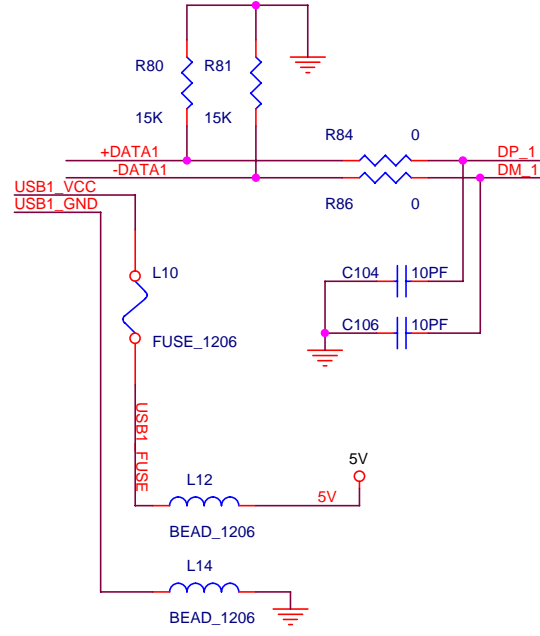 R80 R81
15K 15K
R84 0
+DATA1 DP_1
-DATA1 DM_1
USB1_VCC
USB1_GND
R86 0
L10
C104 10PF
C106 10PF
FUSE_1206
USB1_FUSE
5V
L12
5V
BEAD_1206
L14
BEAD_1206